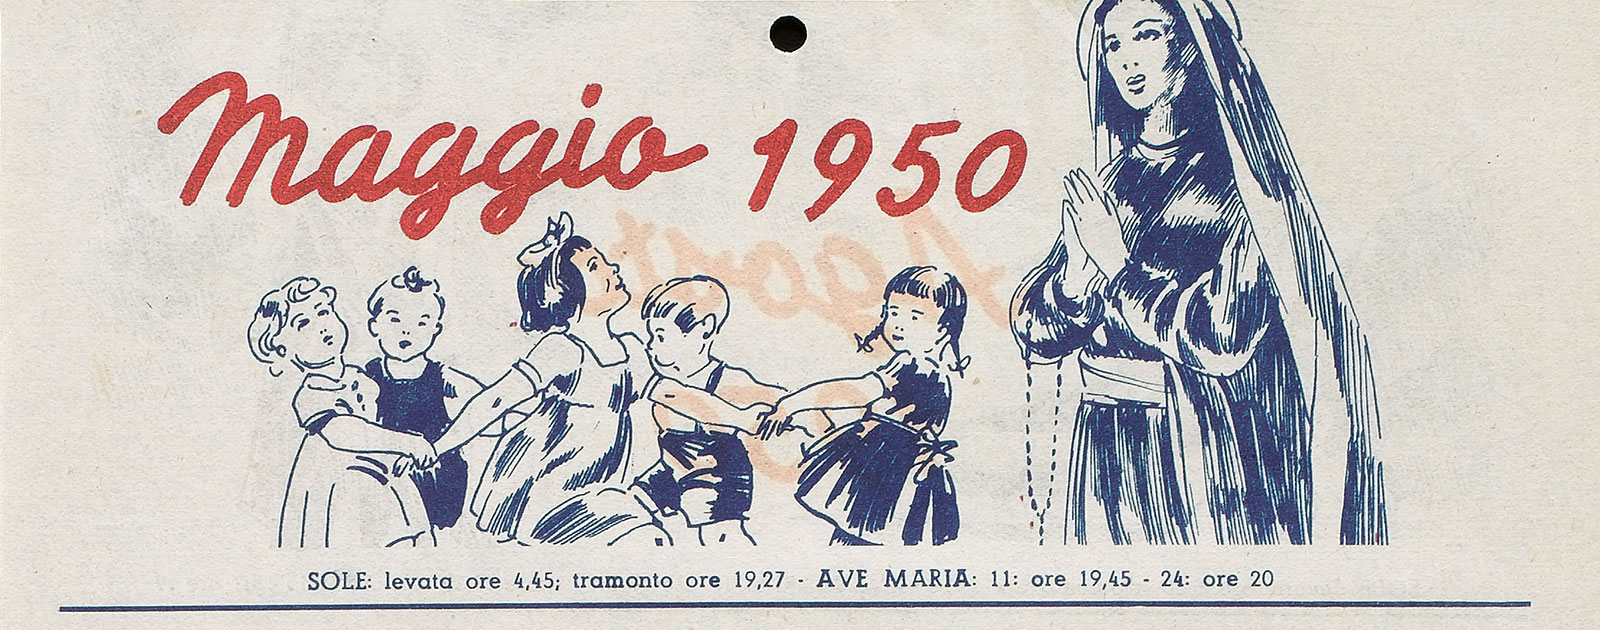 Maggio 1950
SOLE: levata ore 4,45; tramonto ore 19,27 - AVE MARIA: 11: ore 19,45 - 24: ore 20